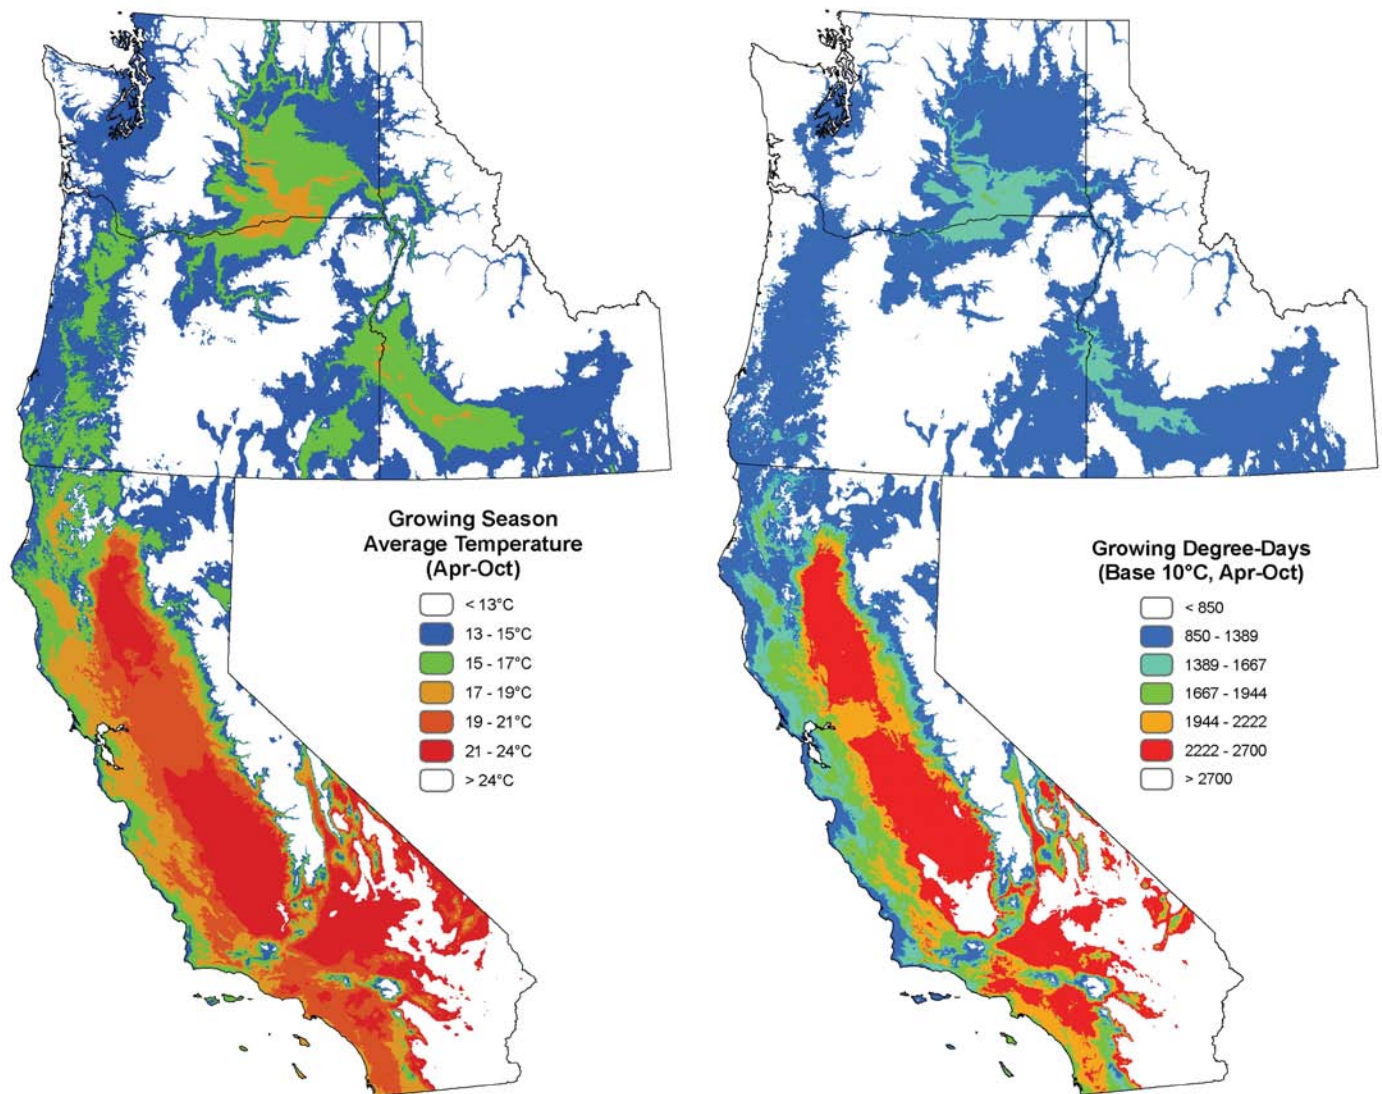 Growing Season
Average Temperature
(Apr-Oct)
< 13°C
13 - 15°C
15 - 17°C
17 - 19°C
19 - 21°C
21 - 24°C
> 24°C
Growing Degree-Days
(Base 10°C, Apr-Oct)
< 850
850 - 1389
1389 - 1667
1667 - 1944
1944 - 2222
2222 - 2700
> 2700